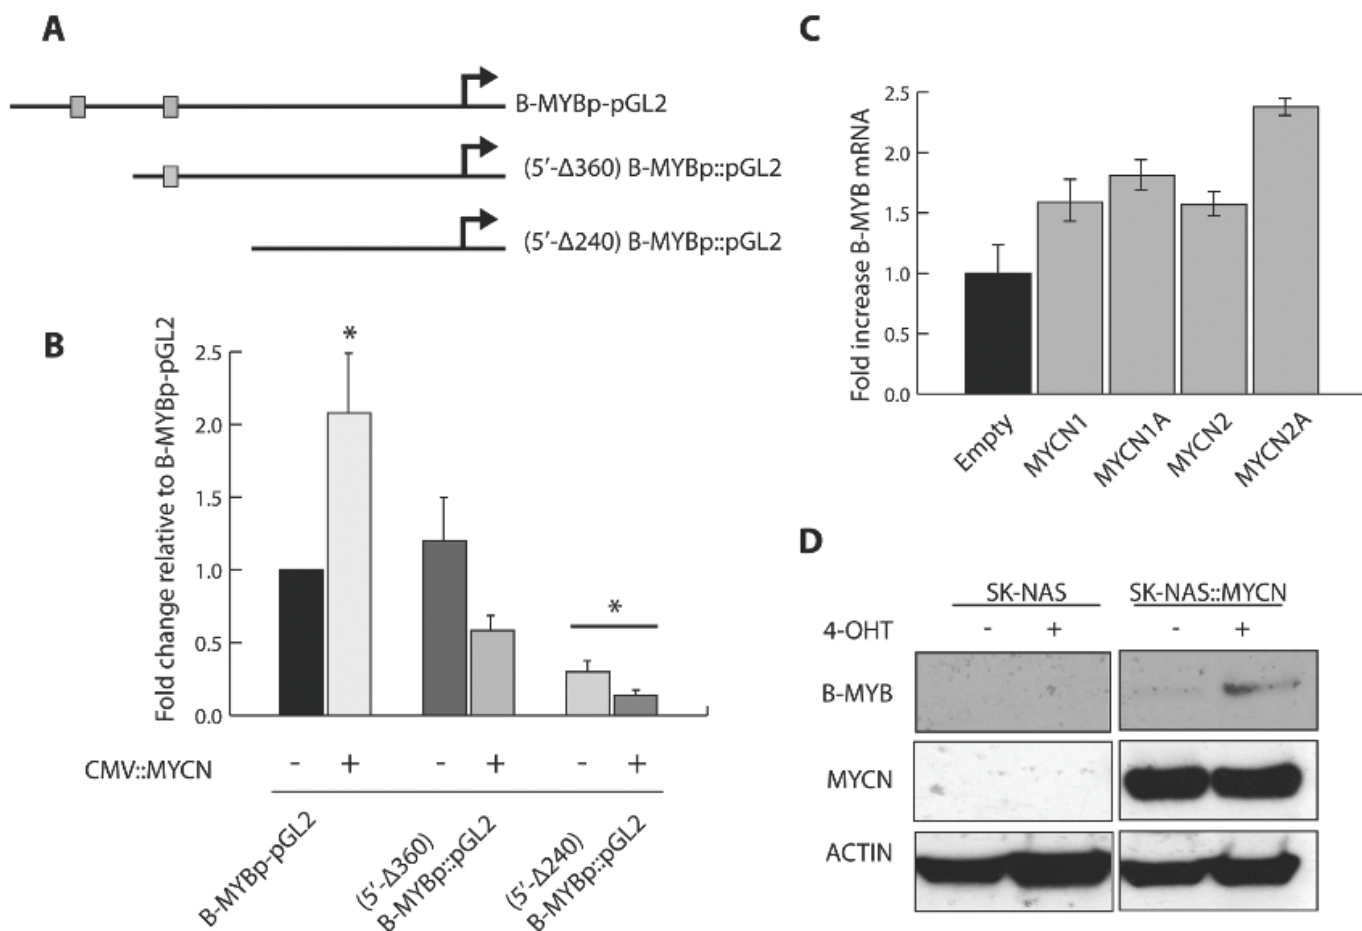 A
B-MYBp-pGL2
(5′-Δ360) B-MYBp::pGL2
(5′-Δ240) B-MYBp::pGL2
B
Fold change relative to B-MYBp-pGL2
2.5
2.0
1.5
1.0
0.5
0.0
*
*
CMV::MYCN - + - + - +
B-MYBp-pGL2
(5′-Δ360)
B-MYBp::pGL2
(5′-Δ240)
B-MYBp::pGL2
C
Fold increase B-MYB mRNA
2.5
2.0
1.5
1.0
0.5
0.0
Empty
MYCN1
MYCN1A
MYCN2
MYCN2A
D
SK-NAS SK-NAS::MYCN
4-OHT - + - +
B-MYB
MYCN
ACTIN